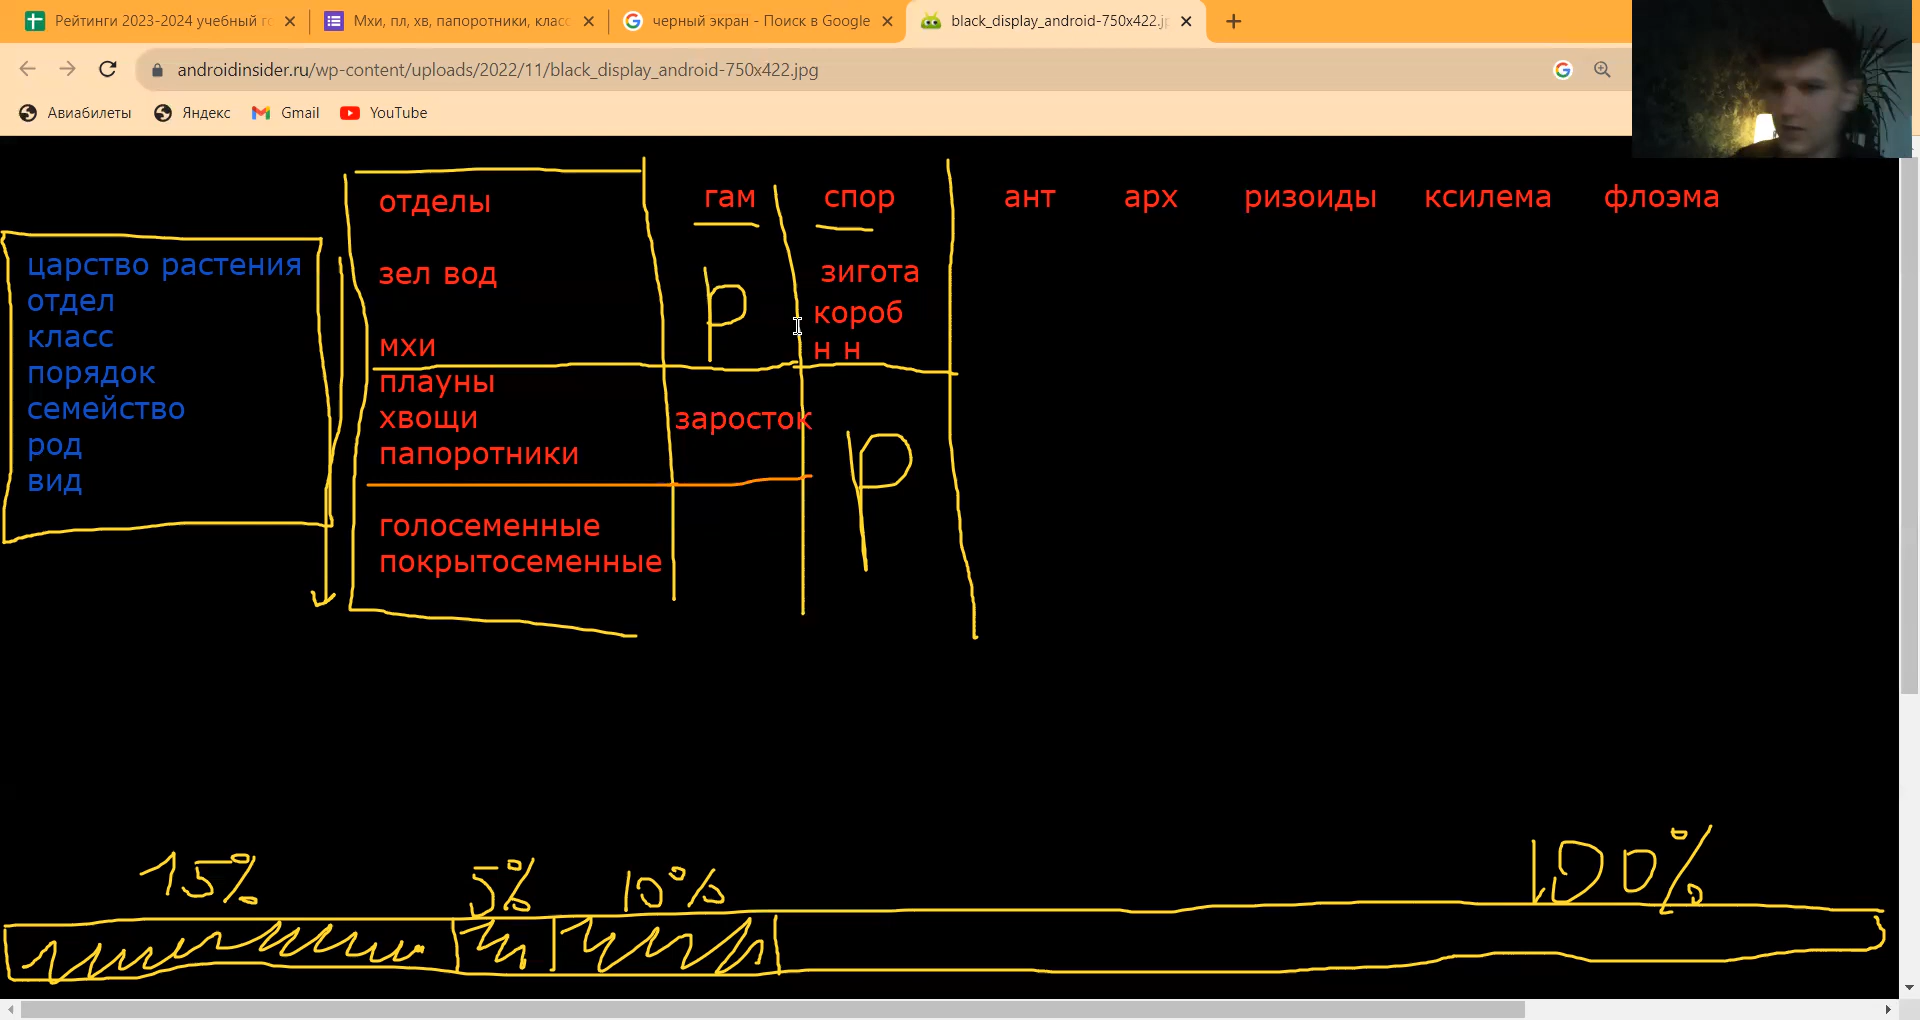 Рейтинги 2023-2024 учебный го
Мхи, пл, хв, папоротники, класс
черный экран - Поиск в Google
black_display_android-750x422.jp
androidinsider.ru/wp-content/uploads/2022/11/black_display_android-750x422.jpg
Авиабилеты
Яндекс
Gmail
YouTube
царство растения
отдел
класс
порядок
семейство
род
вид
отделы гам спор ант арх ризоиды ксилема флоэма
зел вод зигота
р короб
мхи н н
плауны
хвощи заросток
папоротники р
голосеменные
покрытосеменные
15% 5% 10% 100%